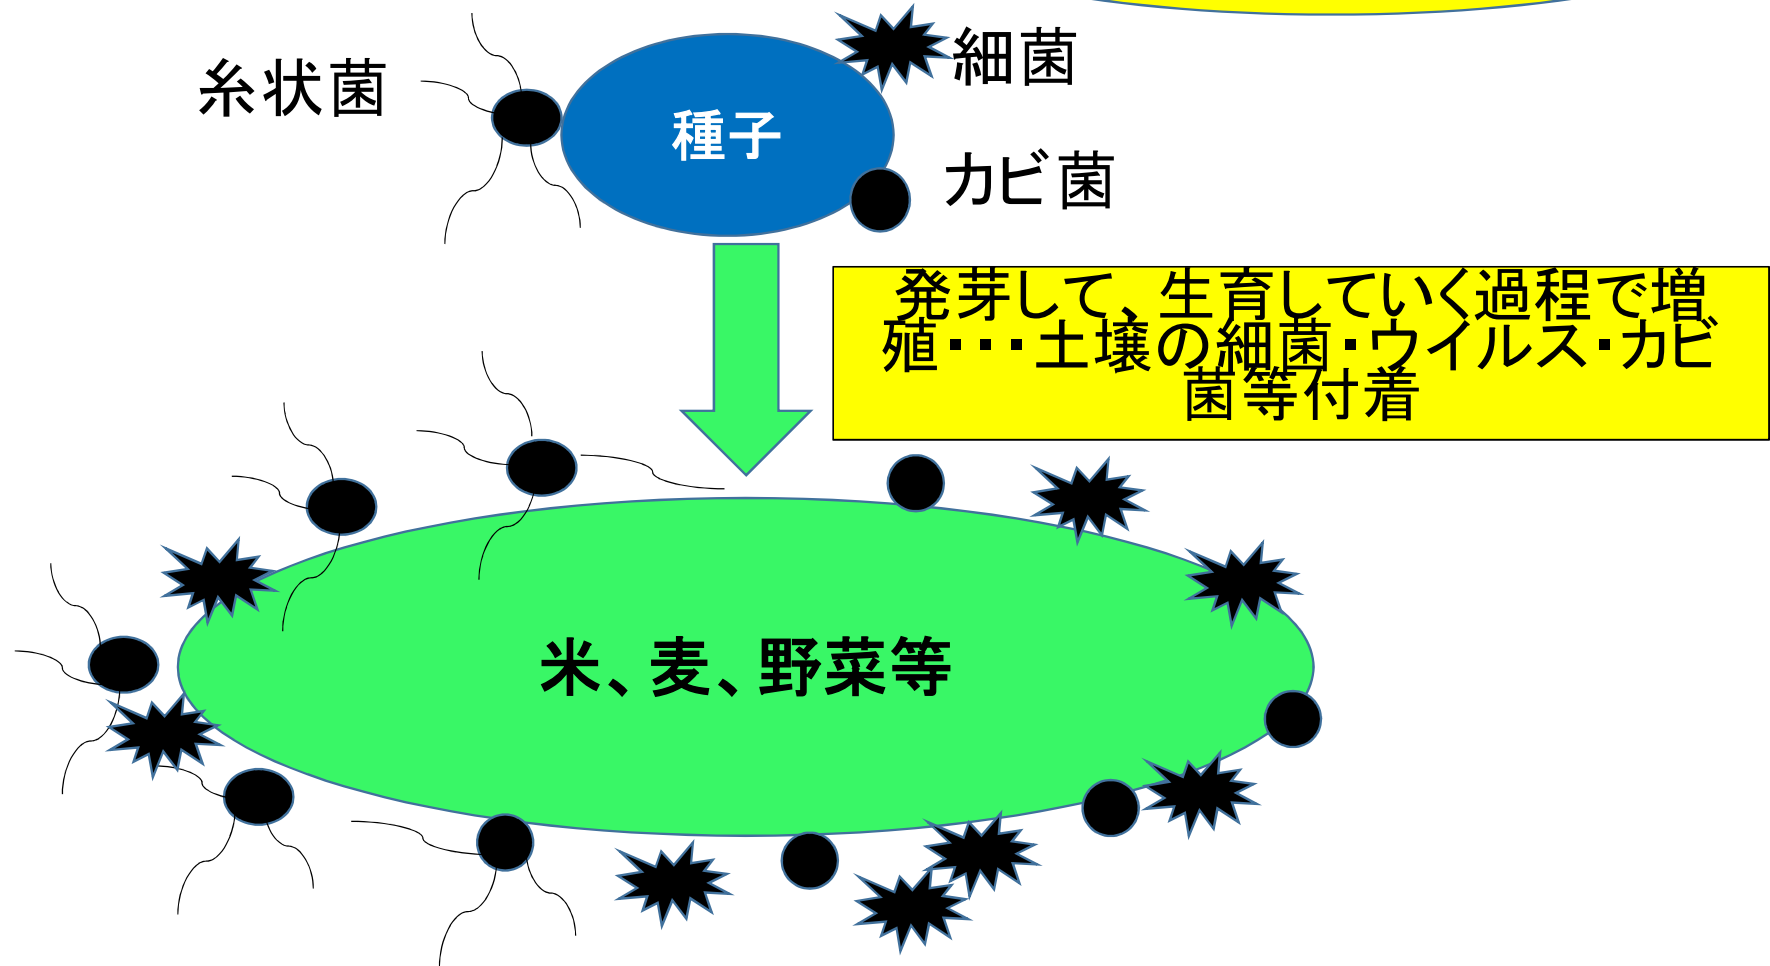 細菌
糸状菌
種子
カビ菌
発芽して、生育していく過程で増
殖・・・土壌の細菌・ウイルス・カビ
菌等付着
米、麦、野菜等